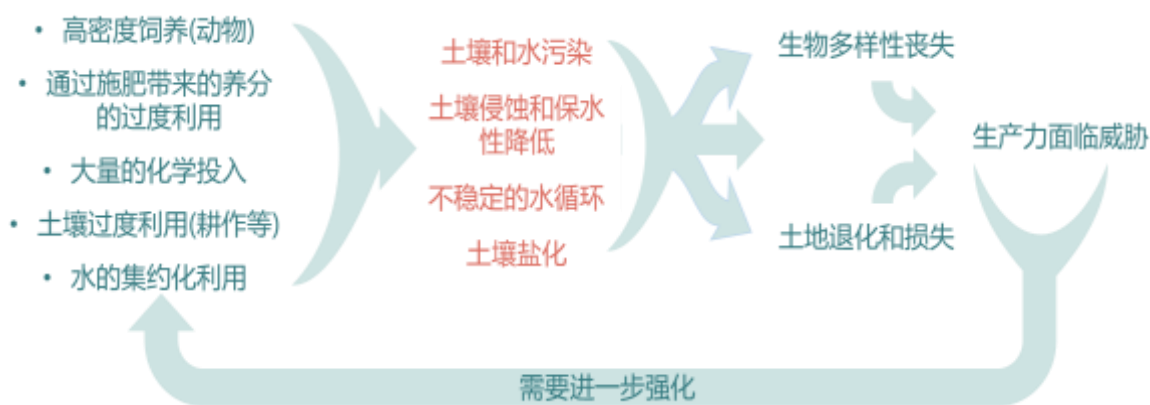 • 高密度饲养(动物)
• 通过施肥带来的养分
的过度利用
• 大量的化学投入
• 土壤过度利用(耕作等)
• 水的集约化利用
土壤和水污染
土壤侵蚀和保水
性降低
不稳定的水循环
土壤盐化
生物多样性丧失
土地退化和损失
生产力面临威胁
需要进一步强化